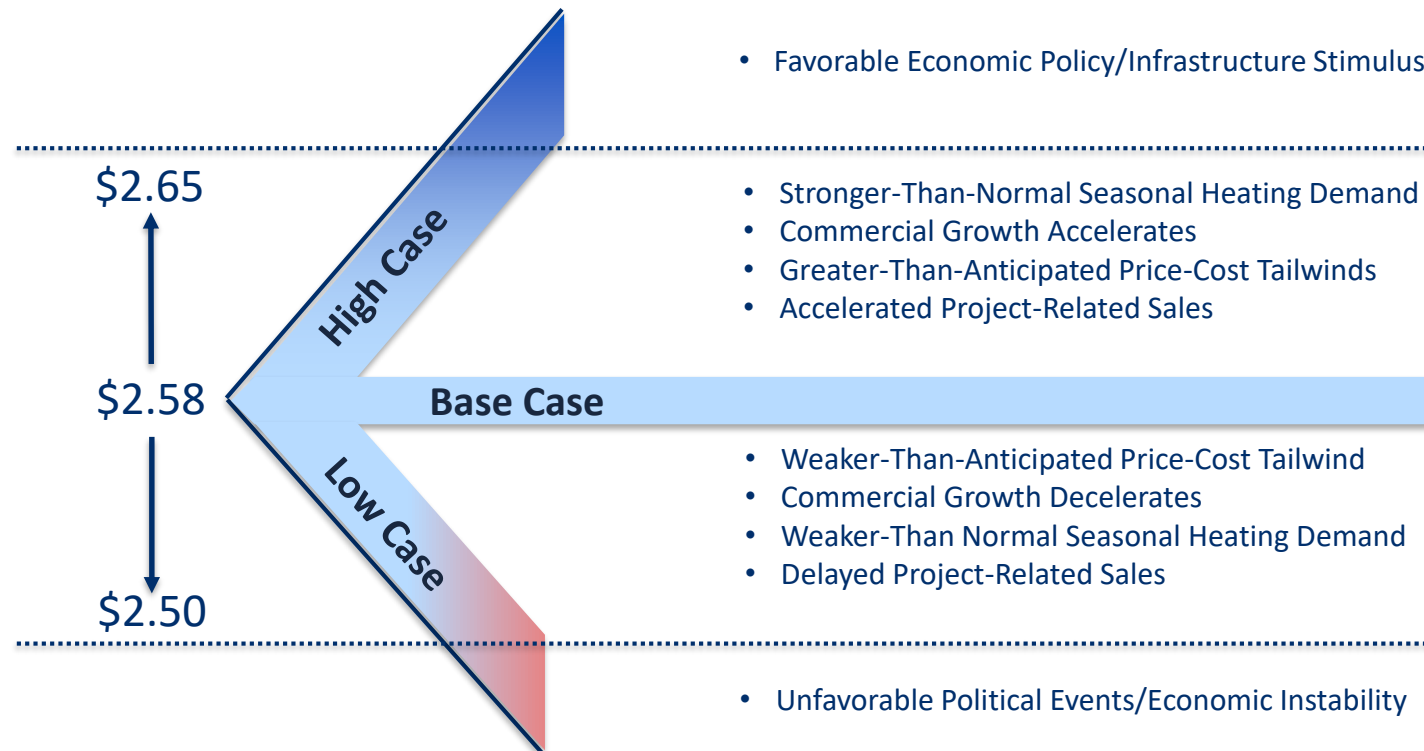 • Favorable Economic Policy/Infrastructure Stimulus
$2.65
• Stronger-Than-Normal Seasonal Heating Demand
• Commercial Growth Accelerates
• Greater-Than-Anticipated Price-Cost Tailwinds
• Accelerated Project-Related Sales
High Case
$2.58
Base Case
Low Case
• Weaker-Than-Anticipated Price-Cost Tailwind
• Commercial Growth Decelerates
• Weaker-Than Normal Seasonal Heating Demand
• Delayed Project-Related Sales
$2.50
• Unfavorable Political Events/Economic Instability